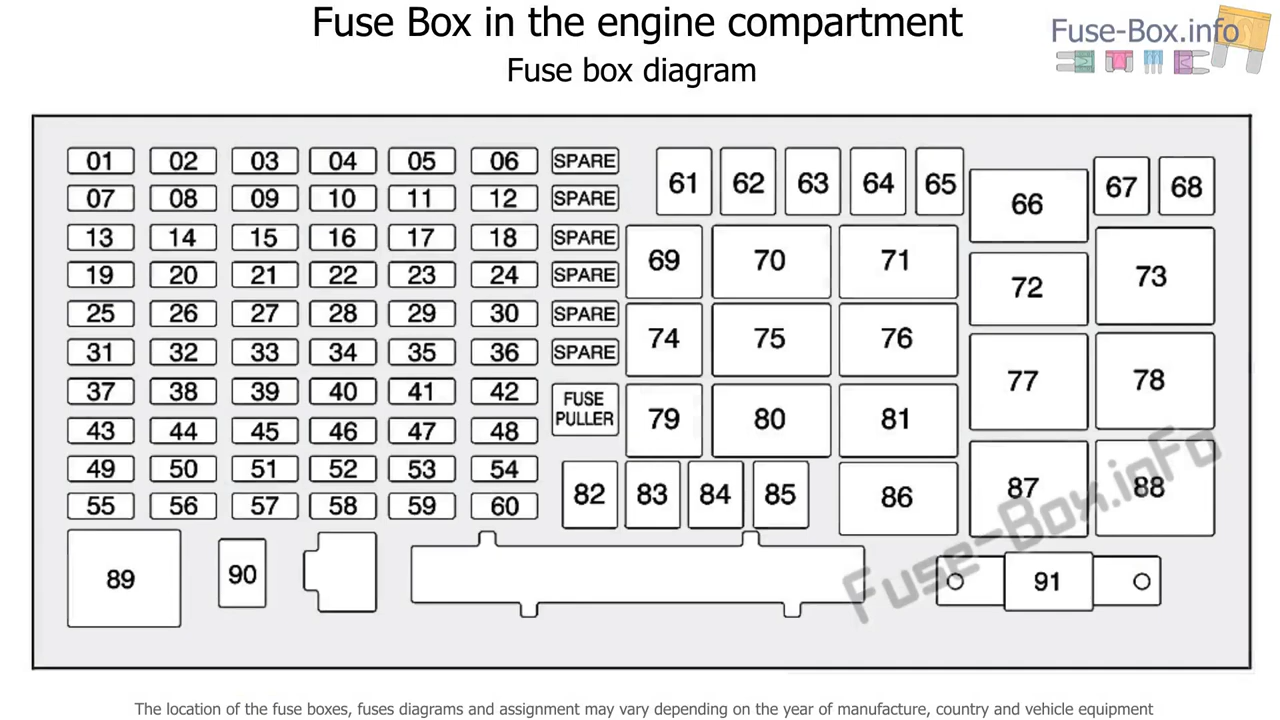 Fuse Box in the engine compartment
Fuse box diagram
Fuse-Box.info
01 02 03 04 05 06 SPARE
07 08 09 10 11 12 SPARE
13 14 15 16 17 18 SPARE
19 20 21 22 23 24 SPARE
25 26 27 28 29 30 SPARE
31 32 33 34 35 36 SPARE
37 38 39 40 41 42 FUSE
PULLER
43 44 45 46 47 48
49 50 51 52 53 54
55 56 57 58 59 60
61 62 63 64 65 66 67 68
69 70 71 72 73
74 75 76 77 78
79 80 81
82 83 84 85 86 87 88
89 90 91
Fuse-Box.inFo
The location of the fuse boxes, fuses diagrams and assignment may vary depending on the year of manufacture, country and vehicle equipment